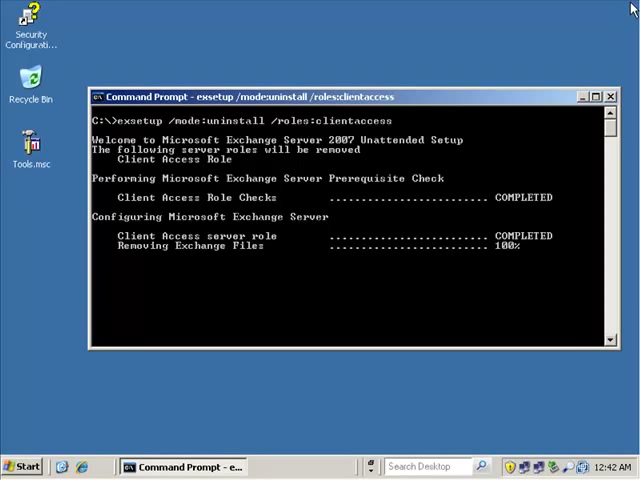 Security
Configurati...
Recycle Bin
Tools.msc
Command Prompt - exsetup /mode:uninstall /roles:clientaccess
C:\>exsetup /mode:uninstall /roles:clientaccess
Welcome to Microsoft Exchange Server 2007 Unattended Setup
The following server roles will be removed
Client Access Role
Performing Microsoft Exchange Server Prerequisite Check
Client Access Role Checks ......................... COMPLETED
Configuring Microsoft Exchange Server
Client Access server role ......................... COMPLETED
Removing Exchange Files ......................... 100%
Start
Command Prompt - e...
Search Desktop
12:42 AM